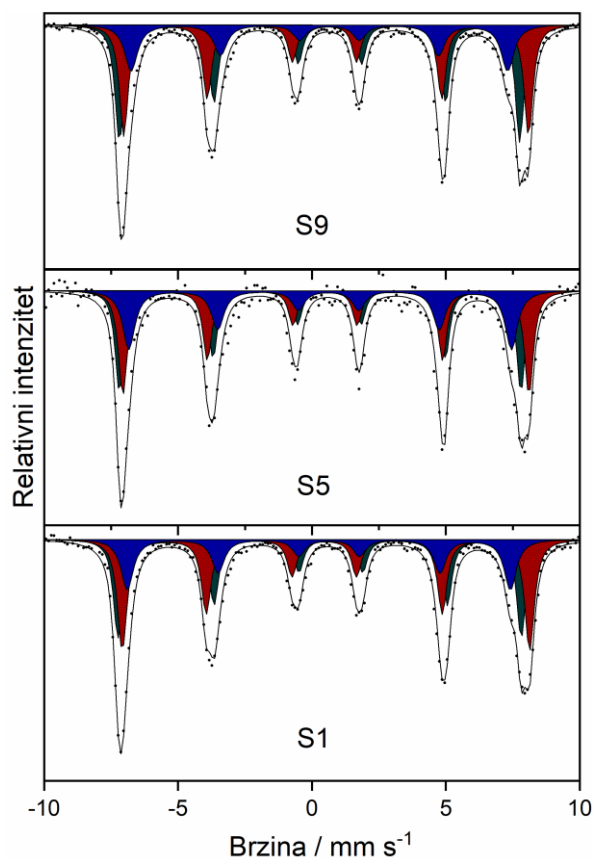 Relativni intenzitet
S9
S5
S1
-10 -5 0 5 10
Brzina / mm s⁻¹